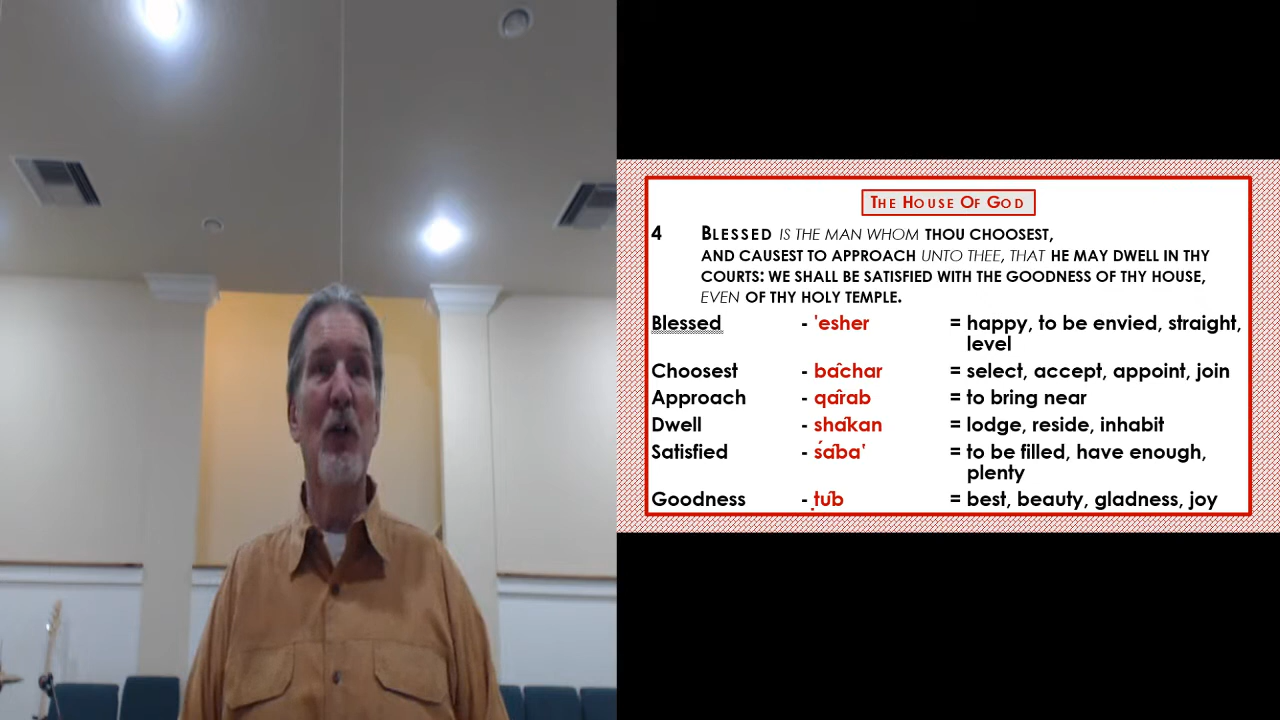 THE HOUSE OF GOD
4 BLESSED IS THE MAN WHOM THOU CHOOSEST,
AND CAUSEST TO APPROACH UNTO THEE, THAT HE MAY DWELL IN THY
COURTS: WE SHALL BE SATISFIED WITH THE GOODNESS OF THY HOUSE,
EVEN OF THY HOLY TEMPLE.
Blessed - 'esher = happy, to be envied, straight,
level
Choosest - bâchar = select, accept, appoint, join
Approach - qârab = to bring near
Dwell - shâkan = lodge, reside, inhabit
Satisfied - śâba' = to be filled, have enough,
plenty
Goodness - ṭûb = best, beauty, gladness, joy